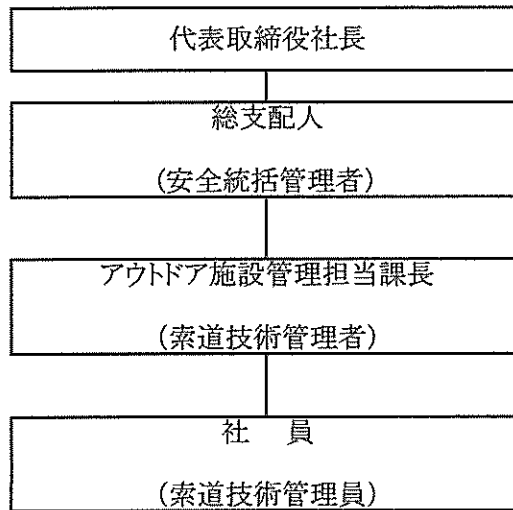 代表取締役社長
総支配人
(安全統括管理者)
アウトドア施設管理担当課長
(索道技術管理者)
社　員
(索道技術管理員)